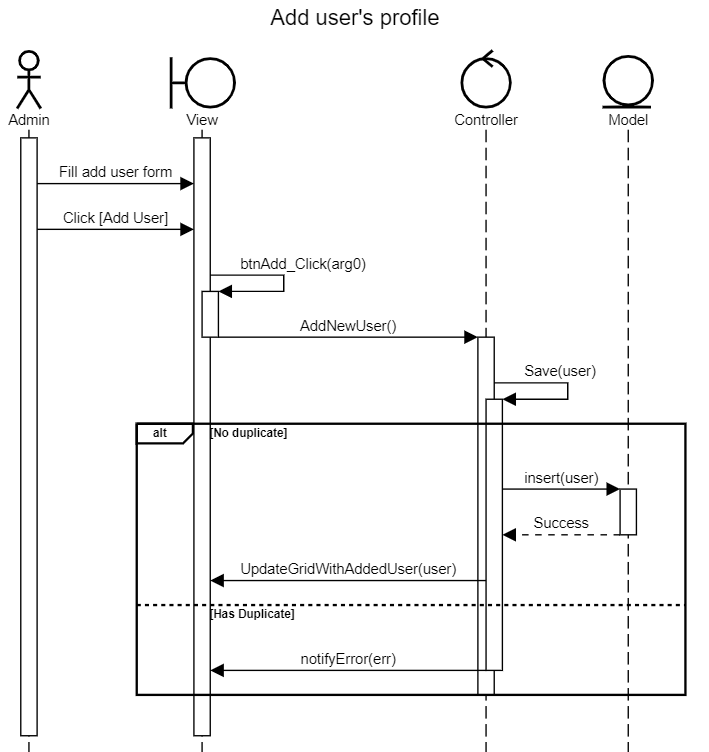 Add user's profile
Admin
View
Controller
Model
Fill add user form
Click [Add User]
btnAdd_Click(arg0)
AddNewUser()
Save(user)
alt
[No duplicate]
insert(user)
Success
UpdateGridWithAddedUser(user)
[Has Duplicate]
notifyError(err)